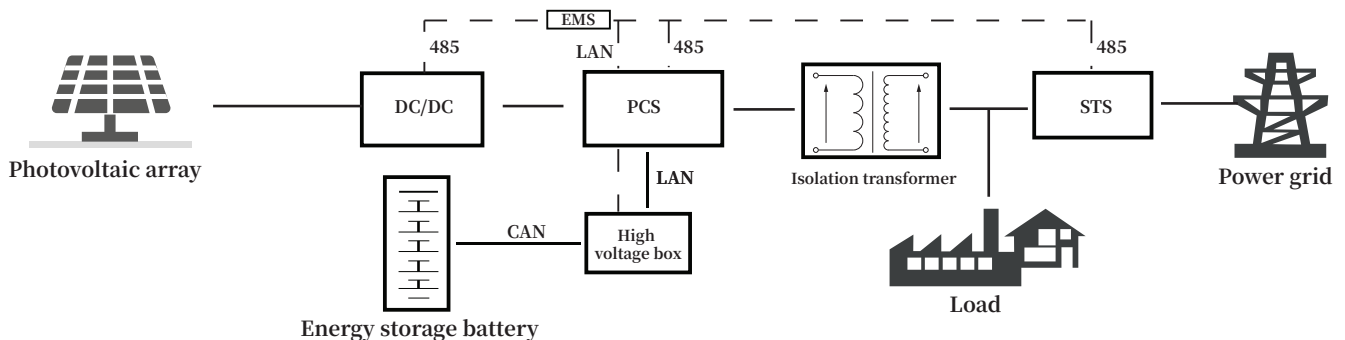 EMS
485
LAN
485
485
DC/DC
PCS
STS
Photovoltaic array
LAN
Isolation transformer
Power grid
CAN
High
voltage box
Load
Energy storage battery